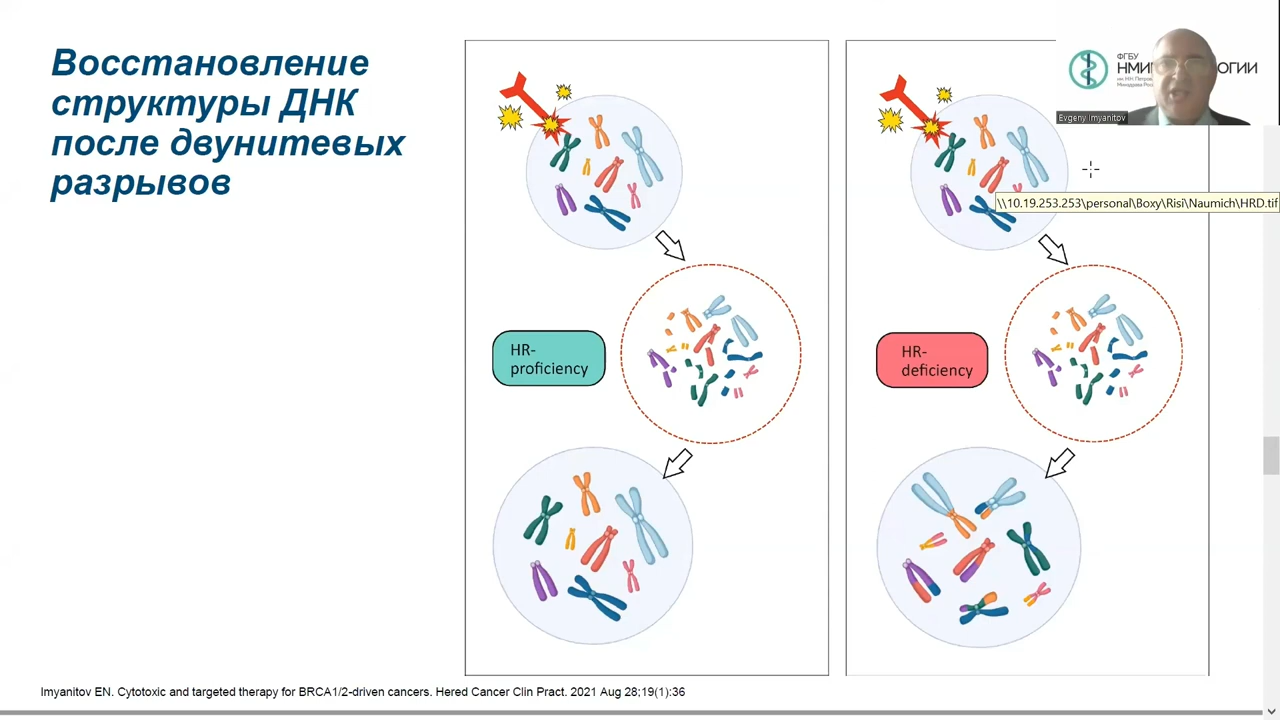 Восстановление
структуры ДНК
после двунитевых
разрывов
ФГБУ
Evgeny Imyanitov
\\10.19.253.253\personal\Boxy\Risi\Naumich\HRD.tif
HR-
proficiency
HR-
deficiency
Imyanitov EN. Cytotoxic and targeted therapy for BRCA1/2-driven cancers. Hered Cancer Clin Pract. 2021 Aug 28;19(1):36